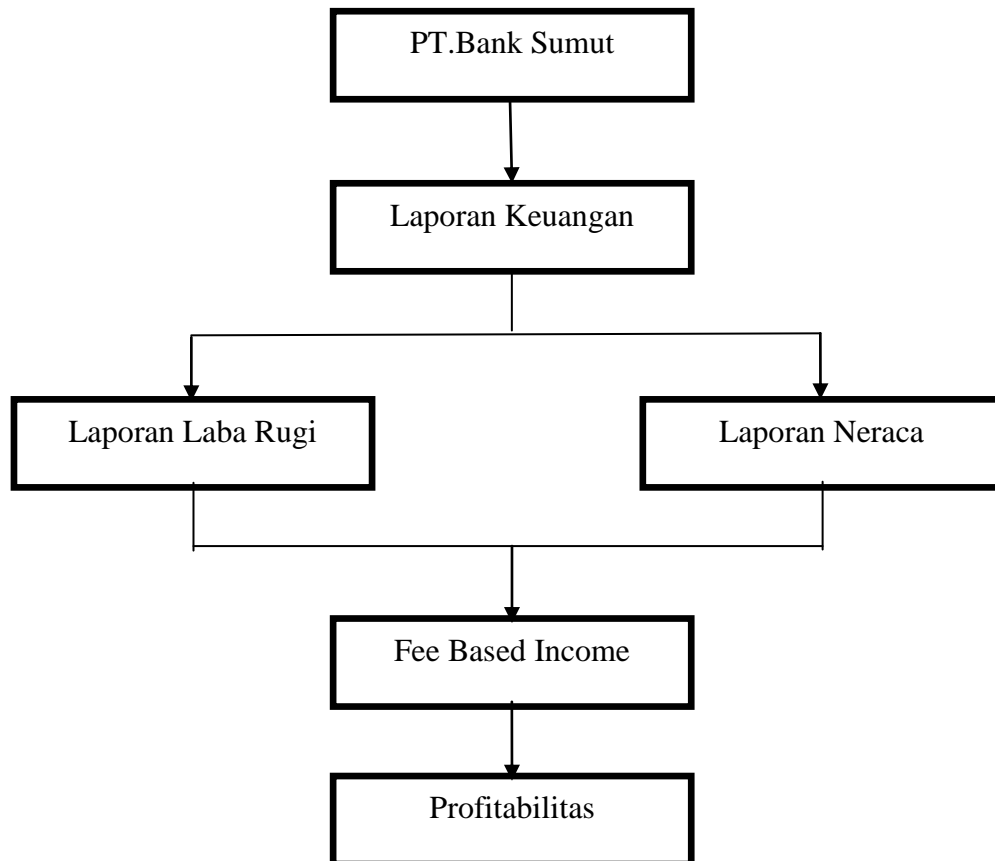 PT.Bank Sumut
Laporan Keuangan
Laporan Laba Rugi
Laporan Neraca
Fee Based Income
Profitabilitas